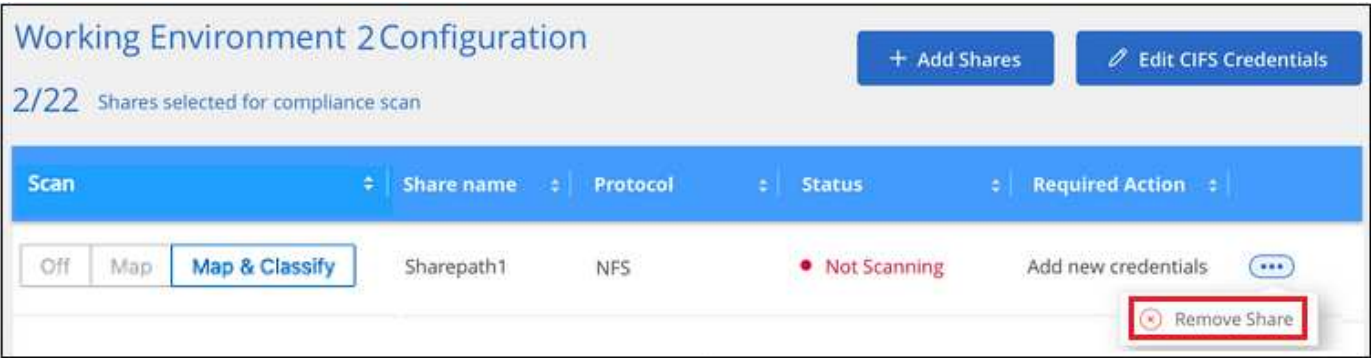 Working Environment 2 Configuration
+ Add Shares
Edit CIFS Credentials
2/22 Shares selected for compliance scan
Scan Share name Protocol Status Required Action
Off Map Map & Classify Sharepath1 NFS Not Scanning Add new credentials •••
Remove Share